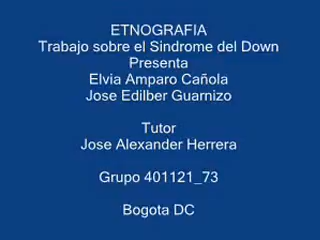 ETNOGRAFIA
Trabajo sobre el Sindrome del Down
Presenta
Elvia Amparo Cañola
Jose Edilber Guarnizo
Tutor
Jose Alexander Herrera
Grupo 401121_73
Bogota DC